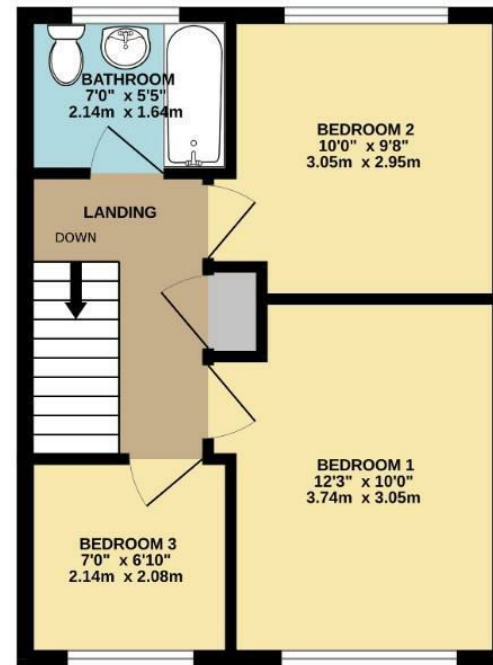 BATHROOM
7'0" x 5'5"
2.14m x 1.64m
BEDROOM 2
10'0" x 9'8"
3.05m x 2.95m
LANDING
DOWN
BEDROOM 1
12'3" x 10'0"
3.74m x 3.05m
BEDROOM 3
7'0" x 6'10"
2.14m x 2.08m